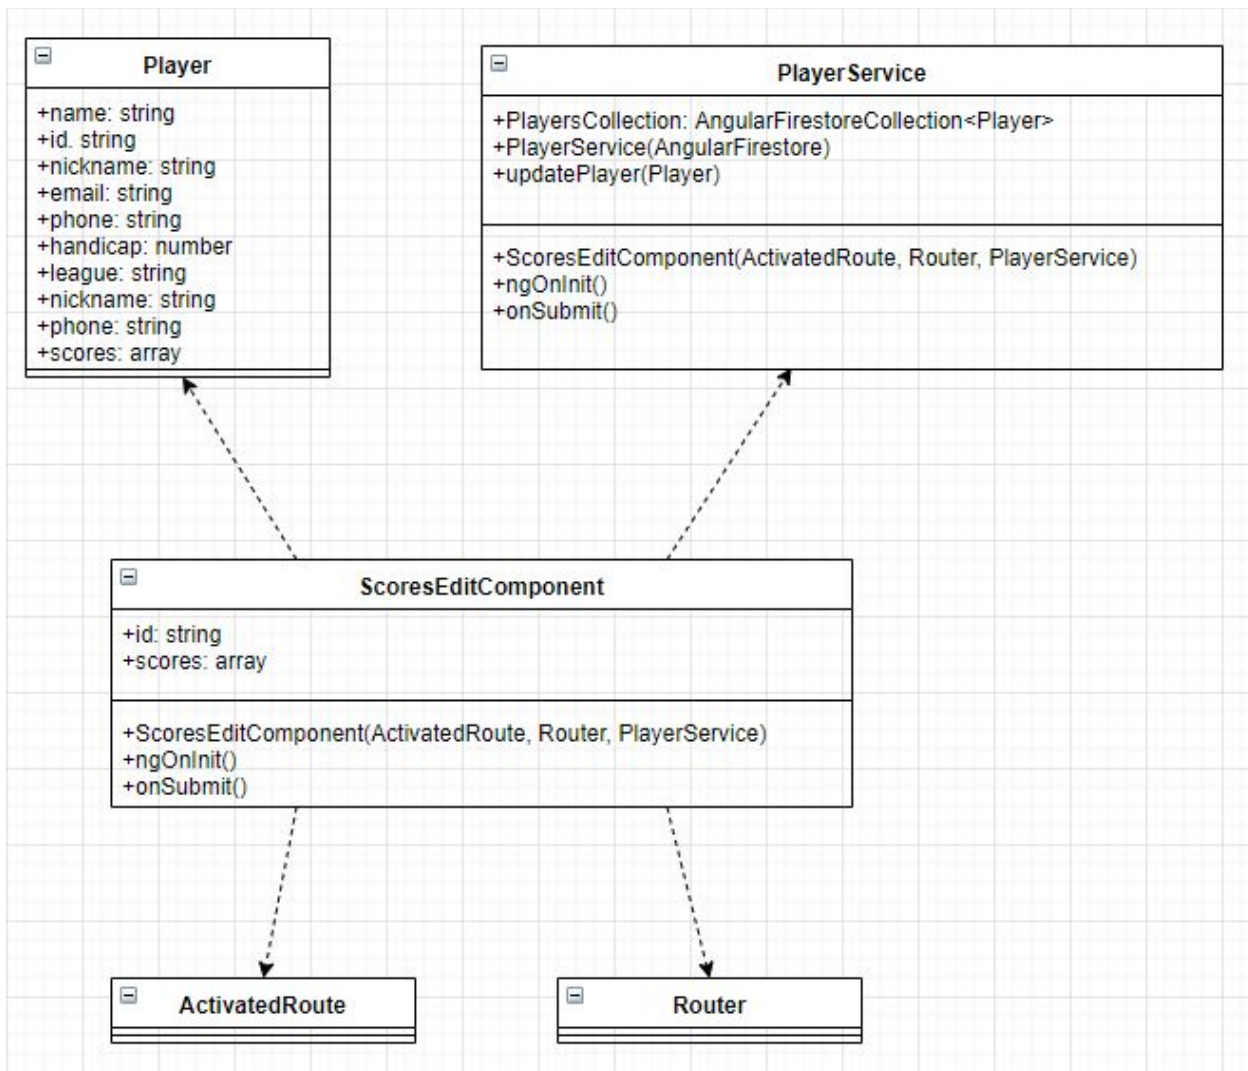 Player
+name: string
+id. string
+nickname: string
+email: string
+phone: string
+handicap: number
+league: string
+nickname: string
+phone: string
+scores: array
PlayerService
+PlayersCollection: AngularFirestoreCollection<Player>
+PlayerService(AngularFirestore)
+updatePlayer(Player)
+ScoresEditComponent(ActivatedRoute, Router, PlayerService)
+ngOnInit()
+onSubmit()
ScoresEditComponent
+id: string
+scores: array
+ScoresEditComponent(ActivatedRoute, Router, PlayerService)
+ngOnInit()
+onSubmit()
ActivatedRoute
Router